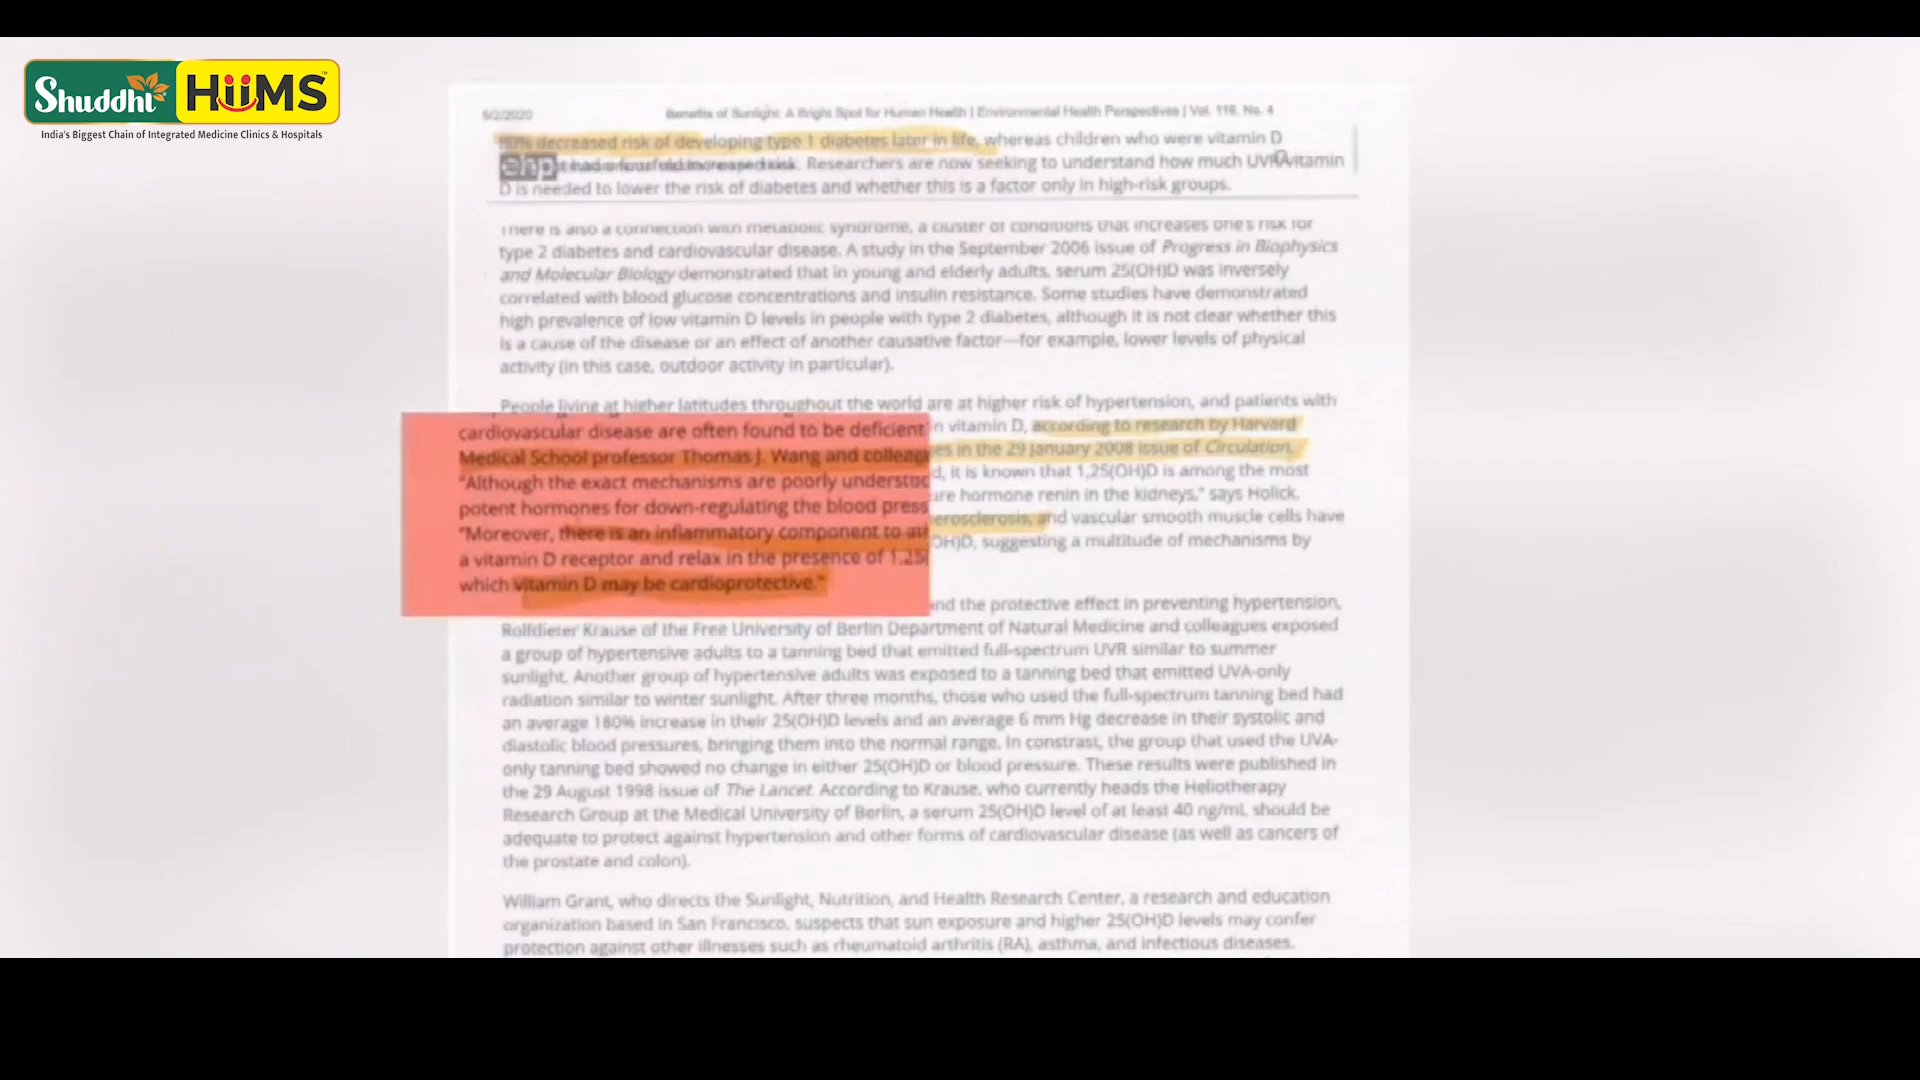 Shuddhi HiiMS™
India's Biggest Chain of Integrated Medicine Clinics & Hospitals
6/2/2020 Benefits of Sunlight: A Bright Spot for Human Health | Environmental Health Perspectives | Vol. 116, No. 4
decreased risk of developing type 1 diabetes later in life, whereas children who were vitamin D
ehp risk. Researchers are now seeking to understand how much UVR/vitamin
D is needed to lower the risk of diabetes and whether this is a factor only in high-risk groups.
There is also a connection with metabolic syndrome, a cluster of conditions that increases one's risk for
type 2 diabetes and cardiovascular disease. A study in the September 2006 issue of Progress in Biophysics
and Molecular Biology demonstrated that in young and elderly adults, serum 25(OH)D was inversely
correlated with blood glucose concentrations and insulin resistance. Some studies have demonstrated
high prevalence of low vitamin D levels in people with type 2 diabetes, although it is not clear whether this
is a cause of the disease or an effect of another causative factor—for example, lower levels of physical
activity (in this case, outdoor activity in particular).
People living at higher latitudes throughout the world are at higher risk of hypertension, and patients with
cardiovascular disease are often found to be deficient in vitamin D, according to research by Harvard
Medical School professor Thomas J. Wang and colleagues in the 29 January 2008 issue of Circulation.
"Although the exact mechanisms are poorly understood, it is known that 1,25(OH)D is among the most
potent hormones for down-regulating the blood pressure hormone renin in the kidneys," says Holick.
"Moreover, there is an inflammatory component to atherosclerosis, and vascular smooth muscle cells have
a vitamin D receptor and relax in the presence of 1,25(OH)D, suggesting a multitude of mechanisms by
which vitamin D may be cardioprotective."
and the protective effect in preventing hypertension,
Rolfdieter Krause of the Free University of Berlin Department of Natural Medicine and colleagues exposed
a group of hypertensive adults to a tanning bed that emitted full-spectrum UVR similar to summer
sunlight. Another group of hypertensive adults was exposed to a tanning bed that emitted UVA-only
radiation similar to winter sunlight. After three months, those who used the full-spectrum tanning bed had
an average 180% increase in their 25(OH)D levels and an average 6 mm Hg decrease in their systolic and
diastolic blood pressures, bringing them into the normal range. In constrast, the group that used the UVA-
only tanning bed showed no change in either 25(OH)D or blood pressure. These results were published in
the 29 August 1998 issue of The Lancet. According to Krause, who currently heads the Heliotherapy
Research Group at the Medical University of Berlin, a serum 25(OH)D level of at least 40 ng/mL should be
adequate to protect against hypertension and other forms of cardiovascular disease (as well as cancers of
the prostate and colon).
William Grant, who directs the Sunlight, Nutrition, and Health Research Center, a research and education
organization based in San Francisco, suspects that sun exposure and higher 25(OH)D levels may confer
protection against other illnesses such as rheumatoid arthritis (RA), asthma, and infectious diseases.